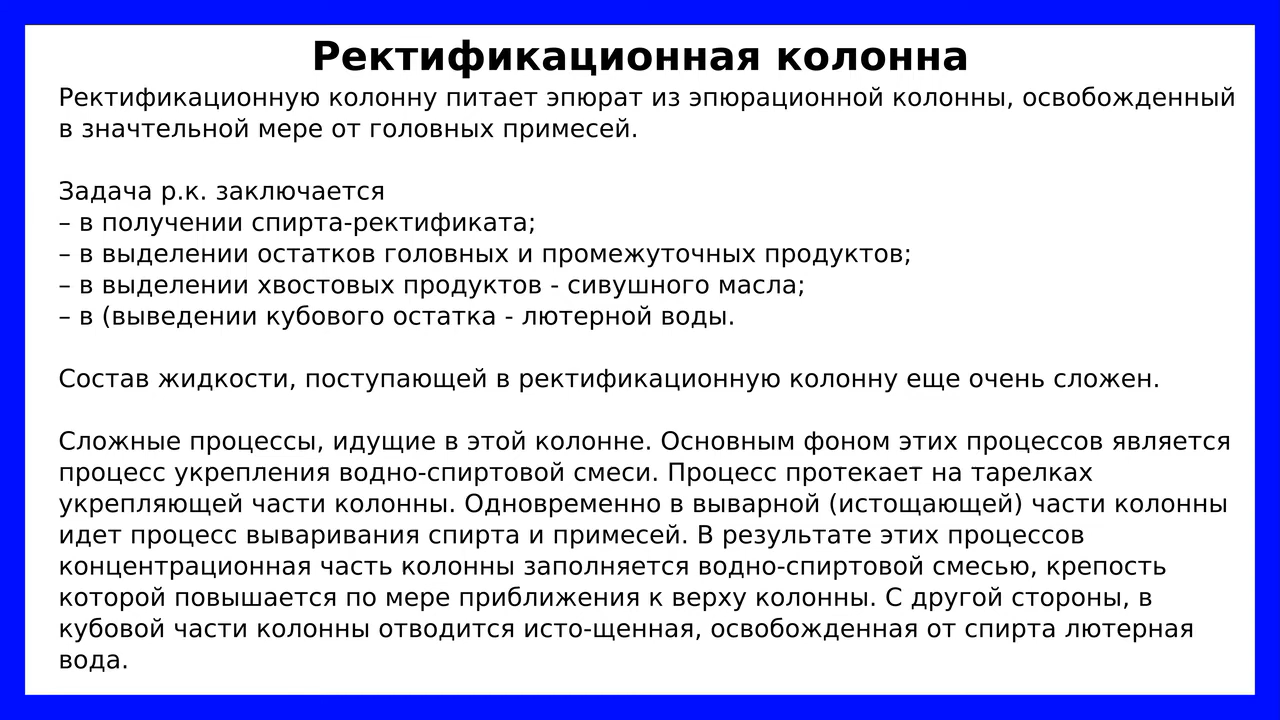 Ректификационная колонна
Ректификационную колонну питает эпюрат из эпюрационной колонны, освобожденный
в значтельной мере от головных примесей.
Задача р.к. заключается
– в получении спирта-ректификата;
– в выделении остатков головных и промежуточных продуктов;
– в выделении хвостовых продуктов - сивушного масла;
– в (выведении кубового остатка - лютерной воды.
Состав жидкости, поступающей в ректификационную колонну еще очень сложен.
Сложные процессы, идущие в этой колонне. Основным фоном этих процессов является
процесс укрепления водно-спиртовой смеси. Процесс протекает на тарелках
укрепляющей части колонны. Одновременно в выварной (истощающей) части колонны
идет процесс вываривания спирта и примесей. В результате этих процессов
концентрационная часть колонны заполняется водно-спиртовой смесью, крепость
которой повышается по мере приближения к верху колонны. С другой стороны, в
кубовой части колонны отводится исто-щенная, освобожденная от спирта лютерная
вода.